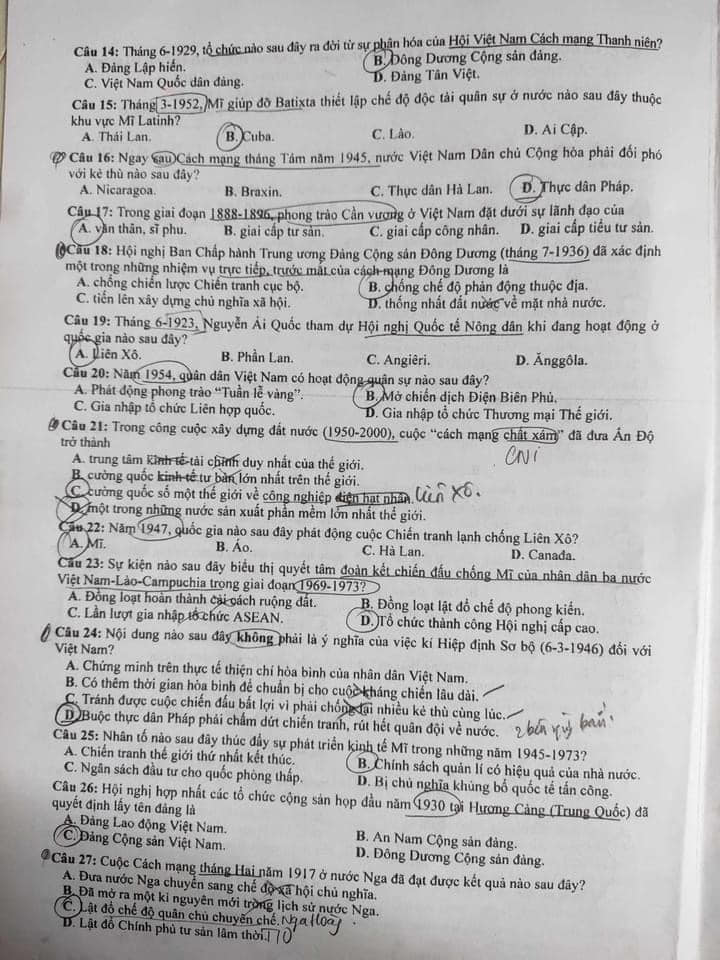 Câu 14: Tháng 6-1929, tổ chức nào sau đây ra đời từ sự phân hóa của Hội Việt Nam Cách mạng Thanh niên?
A. Đảng Lập hiến. B. Đông Dương Cộng sản đảng.
C. Việt Nam Quốc dân đảng. D. Đảng Tân Việt.
Câu 15: Tháng 3-1952, Mĩ giúp đỡ Batixta thiết lập chế độ độc tài quân sự ở nước nào sau đây thuộc
khu vực Mĩ Latinh?
A. Thái Lan. B. Cuba. C. Lào. D. Ai Cập.
Câu 16: Ngay sau Cách mạng tháng Tám năm 1945, nước Việt Nam Dân chủ Cộng hòa phải đối phó
với kẻ thù nào sau đây?
A. Nicaragoa. B. Braxin. C. Thực dân Hà Lan. D. Thực dân Pháp.
Câu 17: Trong giai đoạn 1888-1896, phong trào Cần vương ở Việt Nam đặt dưới sự lãnh đạo của
A. văn thân, sĩ phu. B. giai cấp tư sản. C. giai cấp công nhân. D. giai cấp tiểu tư sản.
Câu 18: Hội nghị Ban Chấp hành Trung ương Đảng Cộng sản Đông Dương (tháng 7-1936) đã xác định
một trong những nhiệm vụ trực tiếp, trước mắt của cách mạng Đông Dương là
A. chống chiến lược Chiến tranh cục bộ. B. chống chế độ phản động thuộc địa.
C. tiến lên xây dựng chủ nghĩa xã hội. D. thống nhất đất nước về mặt nhà nước.
Câu 19: Tháng 6-1923, Nguyễn Ái Quốc tham dự Hội nghị Quốc tế Nông dân khi đang hoạt động ở
quốc gia nào sau đây?
A. Liên Xô. B. Phần Lan. C. Angiêri. D. Ănggôla.
Câu 20: Năm 1954, quân dân Việt Nam có hoạt động quân sự nào sau đây?
A. Phát động phong trào "Tuần lễ vàng". B. Mở chiến dịch Điện Biên Phủ.
C. Gia nhập tổ chức Liên hợp quốc. D. Gia nhập tổ chức Thương mại Thế giới.
Câu 21: Trong công cuộc xây dựng đất nước (1950-2000), cuộc "cách mạng chất xám" đã đưa Ấn Độ
trở thành
CN
A. trung tâm kinh tế-tài chính duy nhất của thế giới.
B. cường quốc kinh tế tư bản lớn nhất trên thế giới.
C. cường quốc số một thế giới về công nghiệp điện hạt nhân. Liên Xô.
D. một trong những nước sản xuất phần mềm lớn nhất thế giới.
Câu 22: Năm 1947, quốc gia nào sau đây phát động cuộc Chiến tranh lạnh chống Liên Xô?
A. Mĩ. B. Áo. C. Hà Lan. D. Canađa.
Câu 23: Sự kiện nào sau đây biểu thị quyết tâm đoàn kết chiến đấu chống Mĩ của nhân dân ba nước
Việt Nam-Lào-Campuchia trong giai đoạn 1969-1973?
A. Đồng loạt hoàn thành cải cách ruộng đất. B. Đồng loạt lật đổ chế độ phong kiến.
C. Lần lượt gia nhập tổ chức ASEAN. D. Tổ chức thành công Hội nghị cấp cao.
Câu 24: Nội dung nào sau đây không phải là ý nghĩa của việc kí Hiệp định Sơ bộ (6-3-1946) đối với
Việt Nam?
A. Chứng minh trên thực tế thiện chí hòa bình của nhân dân Việt Nam.
B. Có thêm thời gian hòa bình để chuẩn bị cho cuộc kháng chiến lâu dài.
C. Tránh được cuộc chiến đấu bất lợi vì phải chống lại nhiều kẻ thù cùng lúc.
D. Buộc thực dân Pháp phải chấm dứt chiến tranh, rút hết quân đội về nước. 2 bên bắn.
Câu 25: Nhân tố nào sau đây thúc đẩy sự phát triển kinh tế Mĩ trong những năm 1945-1973?
A. Chiến tranh thế giới thứ nhất kết thúc. B. Chính sách quản lí có hiệu quả của nhà nước.
C. Ngân sách đầu tư cho quốc phòng thấp. D. Bị chủ nghĩa khủng bố quốc tế tấn công.
Câu 26: Hội nghị hợp nhất các tổ chức cộng sản họp đầu năm 1930 tại Hương Cảng (Trung Quốc) đã
quyết định lấy tên đảng là
A. Đảng Lao động Việt Nam. B. An Nam Cộng sản đảng.
C. Đảng Cộng sản Việt Nam. D. Đông Dương Cộng sản đảng.
Câu 27: Cuộc Cách mạng tháng Hai năm 1917 ở nước Nga đã đạt được kết quả nào sau đây?
A. Đưa nước Nga chuyển sang chế độ xã hội chủ nghĩa.
B. Đã mở ra một kỉ nguyên mới trong lịch sử nước Nga.
C. Lật đổ chế độ quân chủ chuyên chế. Nga hoàng
D. Lật đổ Chính phủ tư sản lâm thời. T10